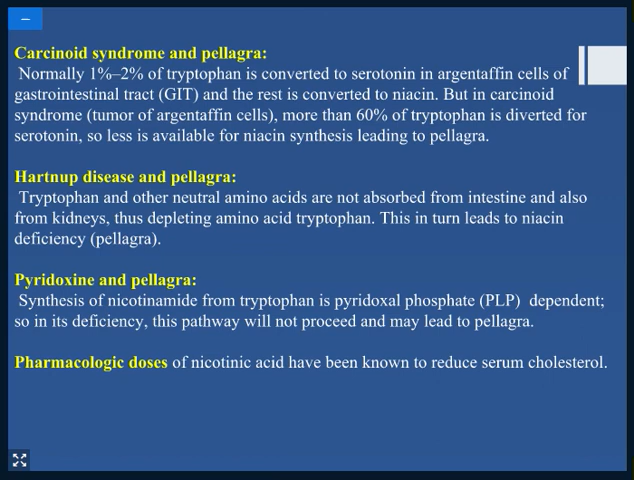 Carcinoid syndrome and pellagra:
Normally 1%–2% of tryptophan is converted to serotonin in argentaffin cells of
gastrointestinal tract (GIT) and the rest is converted to niacin. But in carcinoid
syndrome (tumor of argentaffin cells), more than 60% of tryptophan is diverted for
serotonin, so less is available for niacin synthesis leading to pellagra.
Hartnup disease and pellagra:
Tryptophan and other neutral amino acids are not absorbed from intestine and also
from kidneys, thus depleting amino acid tryptophan. This in turn leads to niacin
deficiency (pellagra).
Pyridoxine and pellagra:
Synthesis of nicotinamide from tryptophan is pyridoxal phosphate (PLP) dependent;
so in its deficiency, this pathway will not proceed and may lead to pellagra.
Pharmacologic doses of nicotinic acid have been known to reduce serum cholesterol.